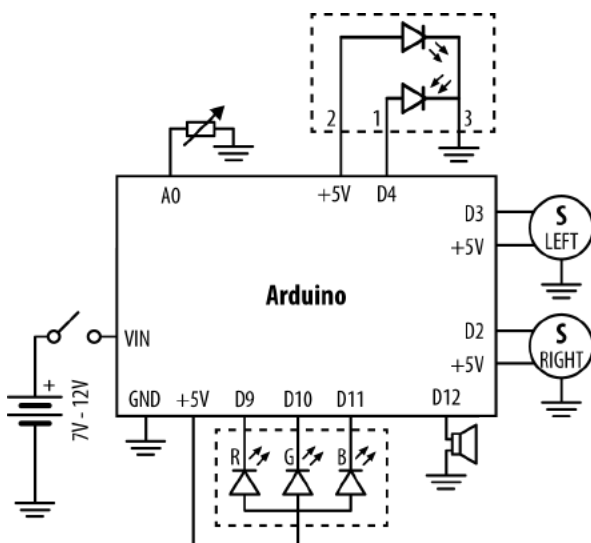 2 1 3
A0 +5V D4
D3 S
LEFT
+5V
Arduino
VIN
D2 S
+5V RIGHT
+
7V - 12V
GND +5V D9 D10 D11 D12
R G B